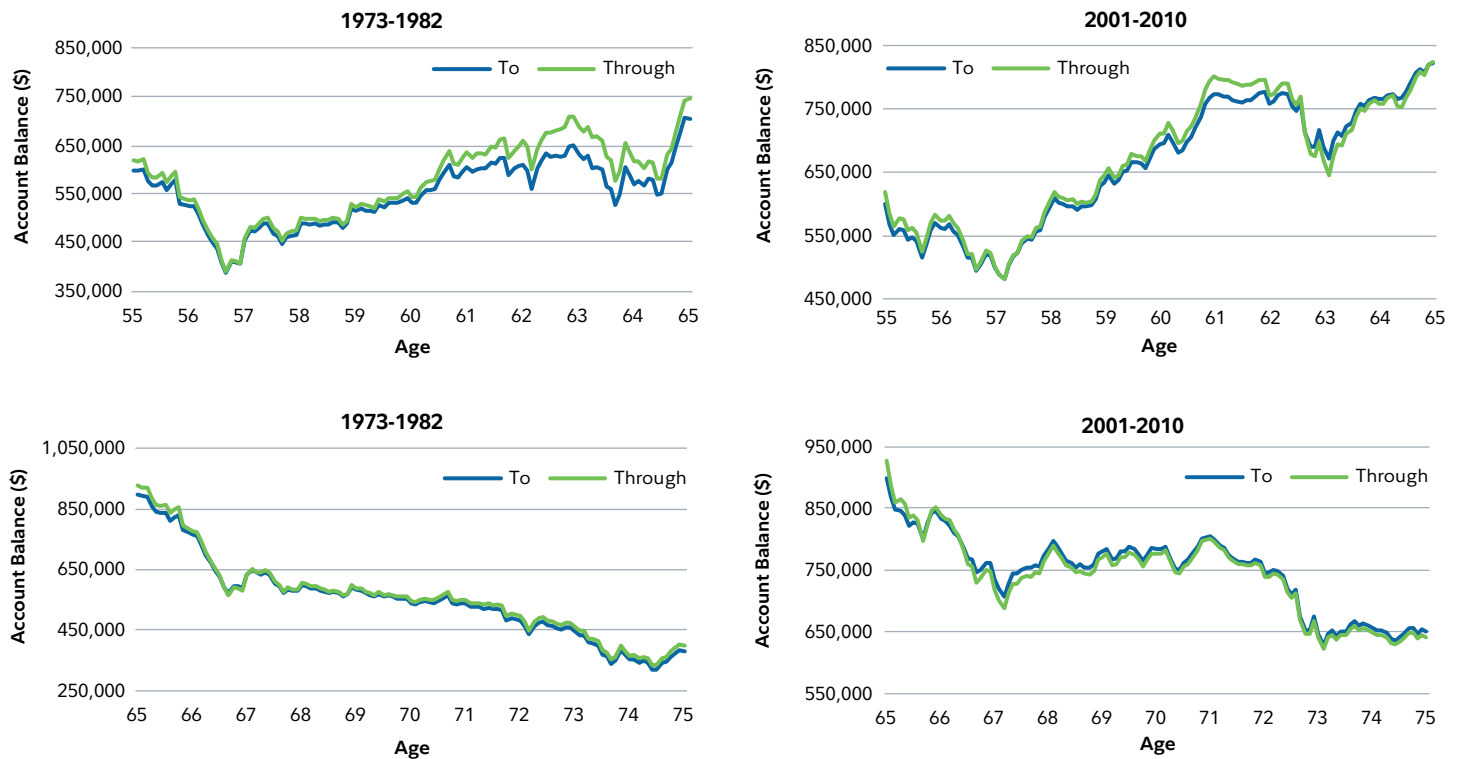 1973-1982
Account Balance ($)
850,000
750,000
650,000
550,000
450,000
350,000
To Through
55 56 57 58 59 60 61 62 63 64 65
Age
2001-2010
Account Balance ($)
850,000
750,000
650,000
550,000
450,000
To Through
55 56 57 58 59 60 61 62 63 64 65
Age
1973-1982
Account Balance ($)
1,050,000
850,000
650,000
450,000
250,000
To Through
65 66 67 68 69 70 71 72 73 74 75
Age
2001-2010
Account Balance ($)
950,000
850,000
750,000
650,000
550,000
To Through
65 66 67 68 69 70 71 72 73 74 75
Age